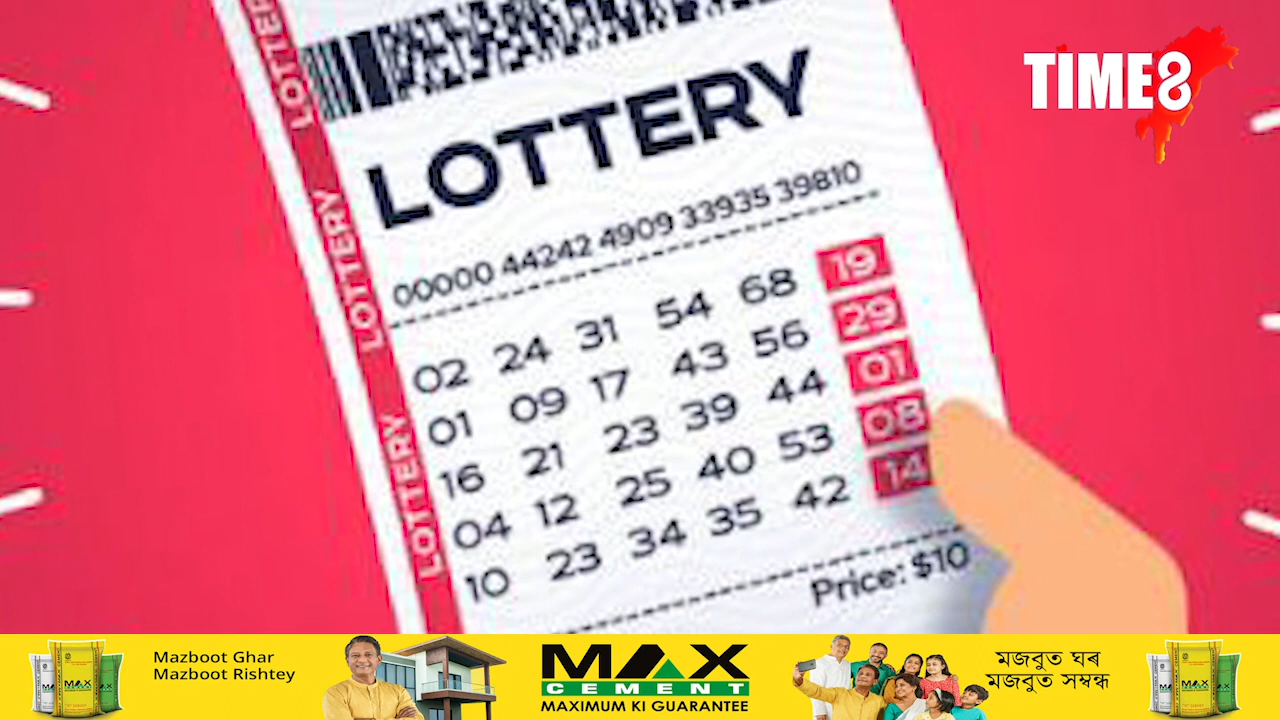 LOTTERY
TIME8
LOTTERY
00000 44242 4909 33935 39810
LOTTERY
02 24 31 54 68 19
01 09 17 43 56 29
16 21 23 39 44 01
04 12 25 40 53 08
10 23 34 35 42 14
LOTTERY
Price: $10
Mazboot Ghar
Mazboot Rishtey
MAX
CEMENT
MAXIMUM KI GUARANTEE
মজবুত ঘৰ
মজবুত সম্বন্ধ
MAX
MAX